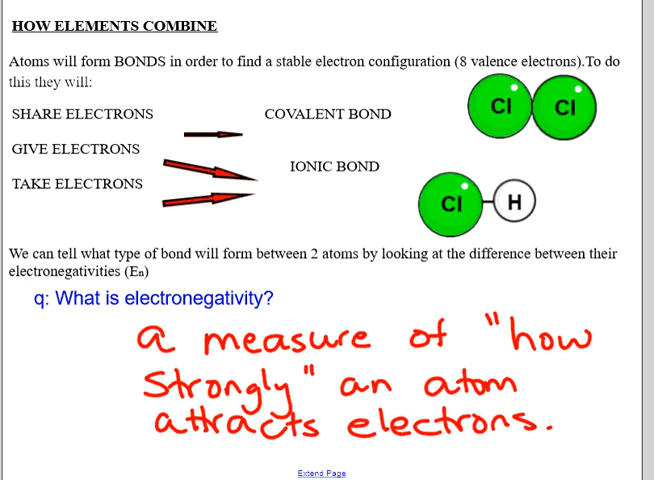 HOW ELEMENTS COMBINE
Atoms will form BONDS in order to find a stable electron configuration (8 valence electrons).To do
this they will:
SHARE ELECTRONS
COVALENT BOND
Cl Cl
GIVE ELECTRONS
IONIC BOND
TAKE ELECTRONS
Cl H
We can tell what type of bond will form between 2 atoms by looking at the difference between their
electronegativities (En)
q: What is electronegativity?
a measure of "how
strongly" an atom
attracts electrons.
Extend Page